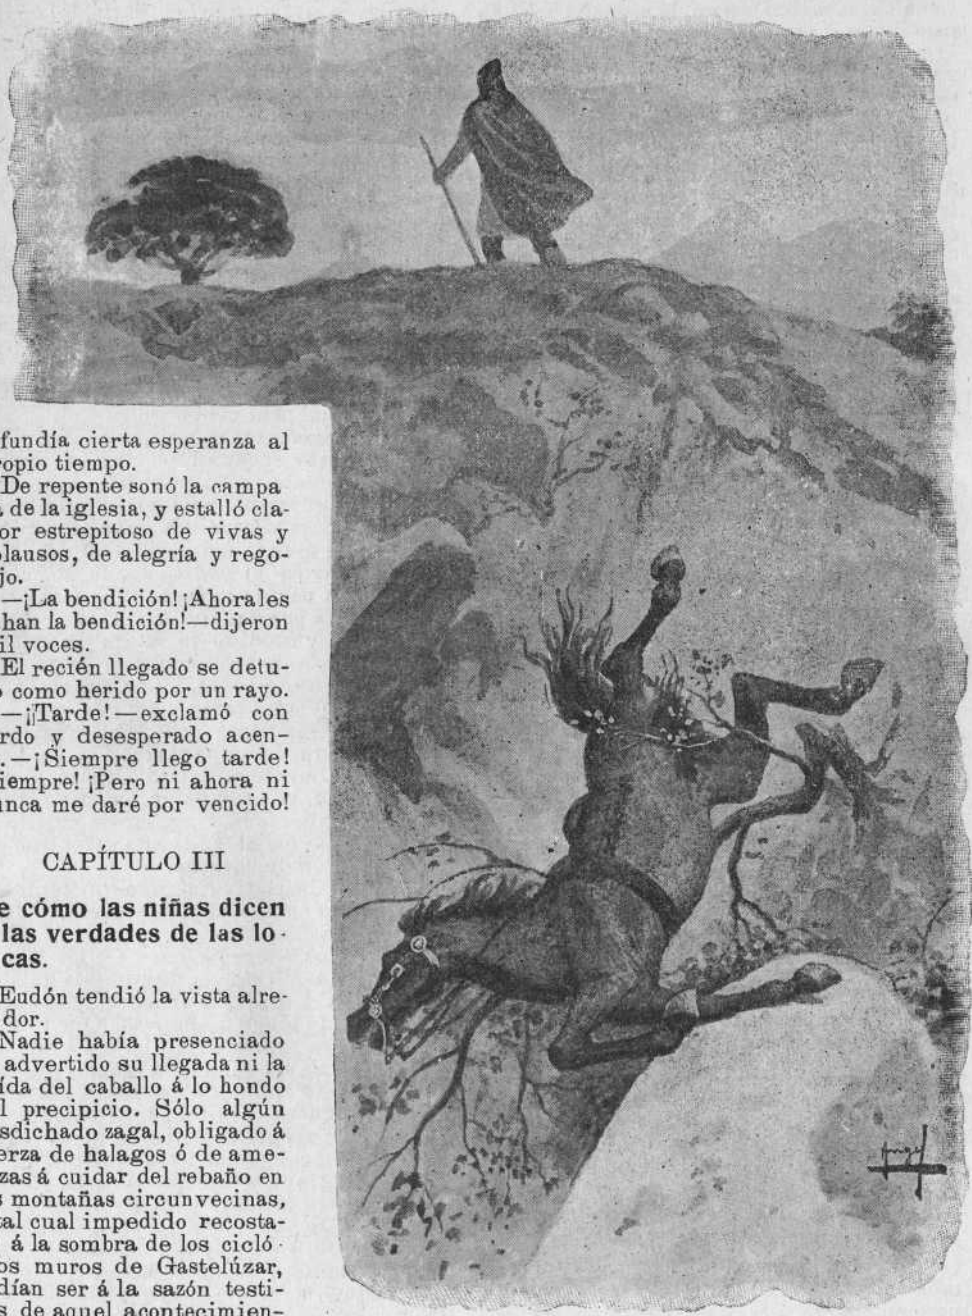 fundía cierta esperanza al
ropio tiempo.
De repente sonó la campa
a de la iglesia, y estalló cla-
or estrepitoso de vivas y
plausos, de alegría y rego-
jo.
—¡La bendición! ¡Ahora les
han la bendición!—dijeron
il voces.
El recién llegado se detu-
o como herido por un rayo.
—¡¡Tarde!—exclamó con
rdo y desesperado acen-
.—¡Siempre llego tarde!
iempre! ¡Pero ni ahora ni
unca me daré por vencido!
CAPÍTULO III
e cómo las niñas dicen
las verdades de las lo-
cas.
Eudón tendió la vista alre-
dor.
Nadie había presenciado
advertido su llegada ni la
ída del caballo á lo hondo
l precipicio. Sólo algún
sdichado zagal, obligado á
erza de halagos ó de ame-
zas á cuidar del rebaño en
s montañas circunvecinas,
tal cual impedido recosta-
á la sombra de los cicló-
os muros de Gastelúzar,
dían ser á la sazón testi-
s de aquel acontecimien-